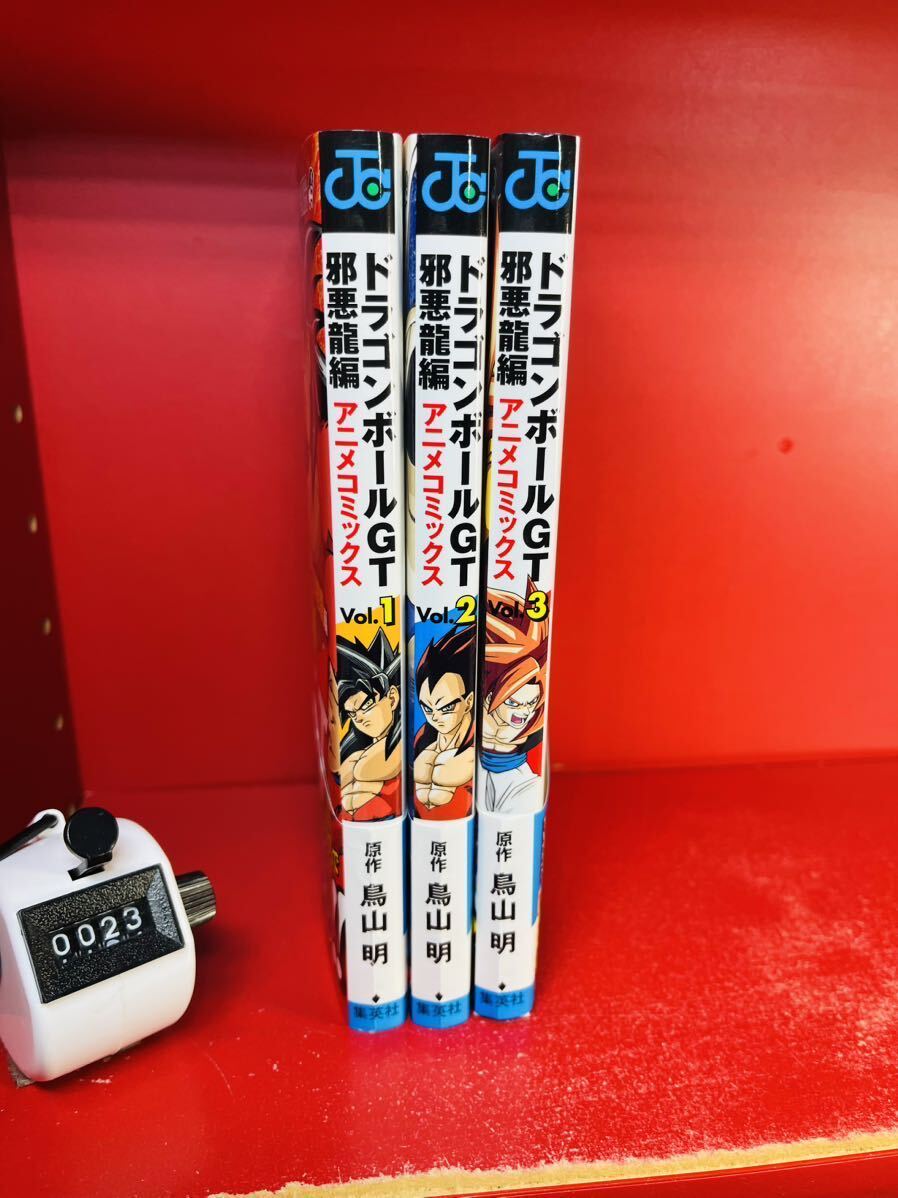 JC
ドラゴンボールGT
邪悪龍編
アニメコミックス
Vol.1
原作 鳥山明
集英社
JC
ドラゴンボールGT
邪悪龍編
アニメコミックス
Vol.2
原作 鳥山明
集英社
JC
ドラゴンボールGT
邪悪龍編
アニメコミックス
Vol.3
原作 鳥山明
集英社
0023